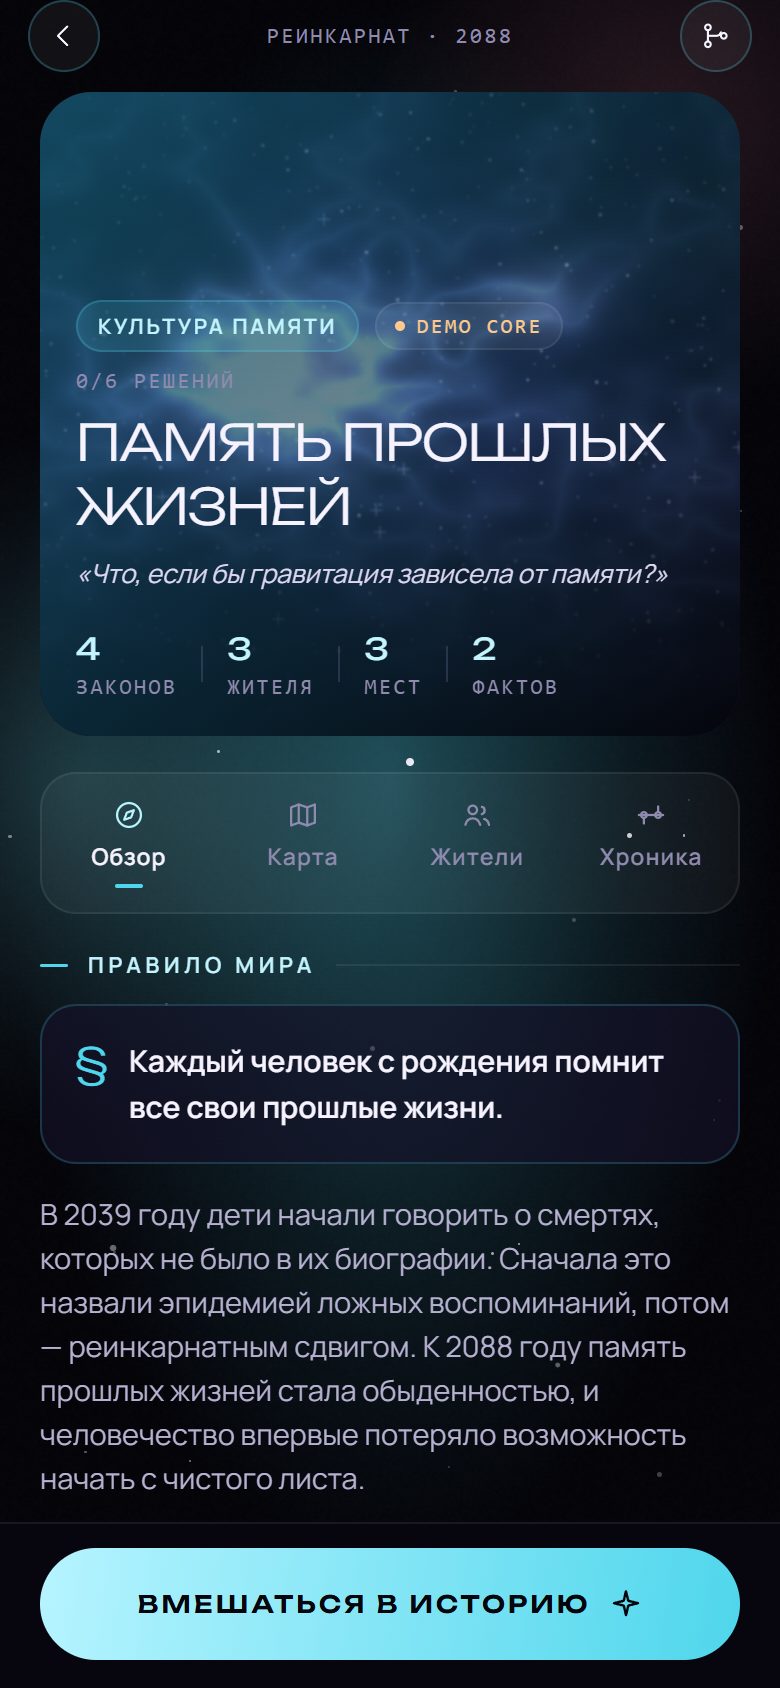 РЕИНКАРНАТ · 2088
КУЛЬТУРА ПАМЯТИ
DEMO CORE
0/6 РЕШЕНИЙ
ПАМЯТЬ ПРОШЛЫХ
ЖИЗНЕЙ
«Что, если бы гравитация зависела от памяти?»
4 3 3 2
ЗАКОНОВ ЖИТЕЛЯ МЕСТ ФАКТОВ
Обзор Карта Жители Хроника
ПРАВИЛО МИРА
§ Каждый человек с рождения помнит
все свои прошлые жизни.
В 2039 году дети начали говорить о смертях,
которых не было в их биографии. Сначала это
назвали эпидемией ложных воспоминаний, потом
— реинкарнатным сдвигом. К 2088 году память
прошлых жизней стала обыденностью, и
человечество впервые потеряло возможность
начать с чистого листа.
ВМЕШАТЬСЯ В ИСТОРИЮ